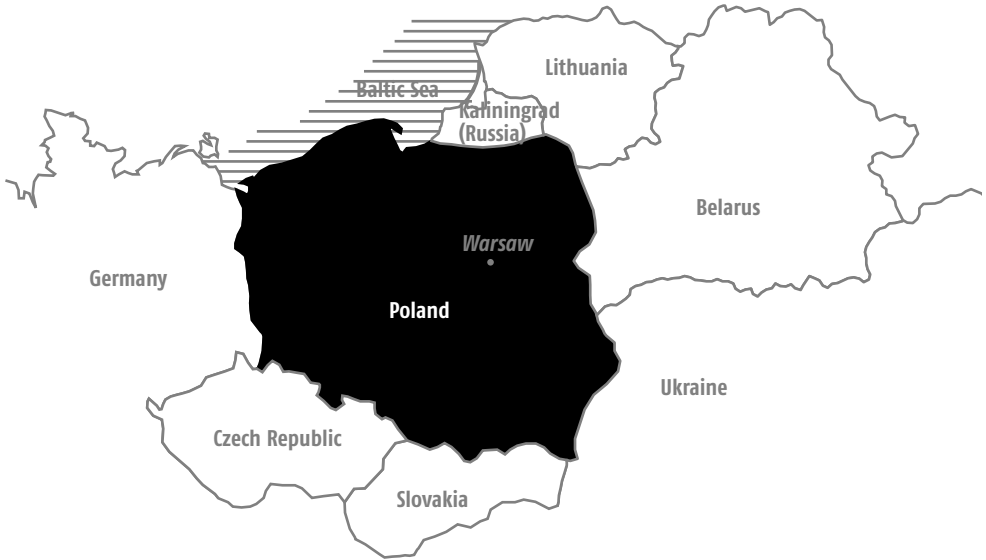 Lithuania
Baltic Sea
Kaliningrad
(Russia)
Belarus
Warsaw
Germany
Poland
Ukraine
Czech Republic
Slovakia